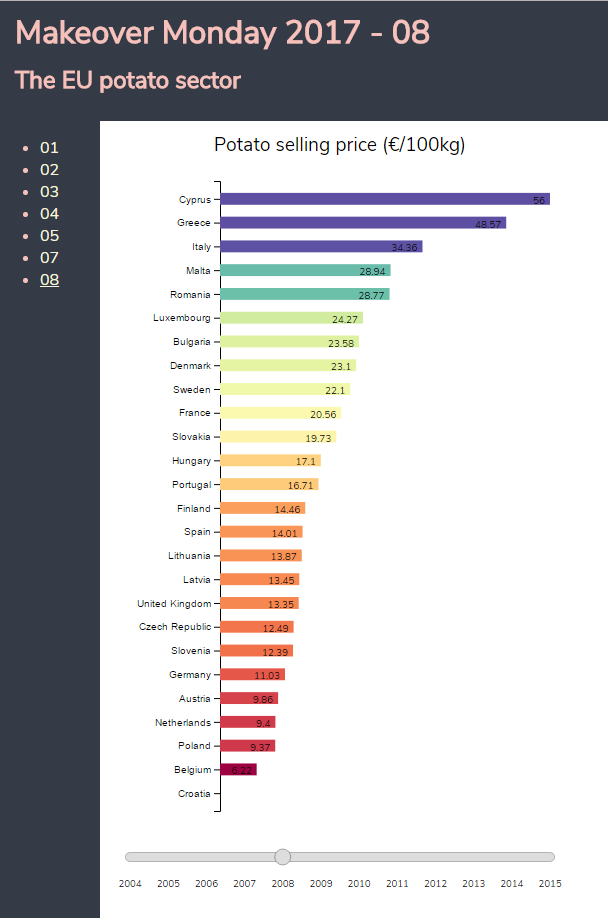 Makeover Monday 2017 - 08
The EU potato sector
01
02
03
04
05
07
08
Potato selling price (€/100kg)
Cyprus 56
Greece 48.57
Italy 34.36
Malta 28.94
Romania 28.77
Luxembourg 24.27
Bulgaria 23.58
Denmark 23.1
Sweden 22.1
France 20.56
Slovakia 19.73
Hungary 17.1
Portugal 16.71
Finland 14.46
Spain 14.01
Lithuania 13.87
Latvia 13.45
United Kingdom 13.35
Czech Republic 12.49
Slovenia 12.39
Germany 11.03
Austria 9.86
Netherlands 9.4
Poland 9.37
Belgium 6.22
Croatia
2004 2005 2006 2007 2008 2009 2010 2011 2012 2013 2014 2015